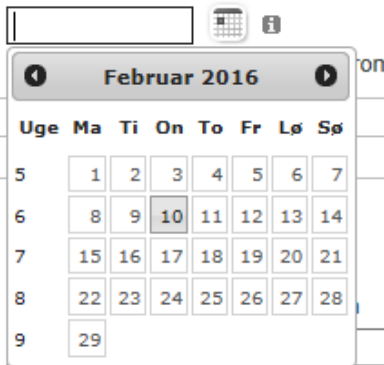 Februar 2016
rom
Uge Ma Ti On To Fr Lø Sø
5 1 2 3 4 5 6 7
6 8 9 10 11 12 13 14
7 15 16 17 18 19 20 21
8 22 23 24 25 26 27 28
9 29